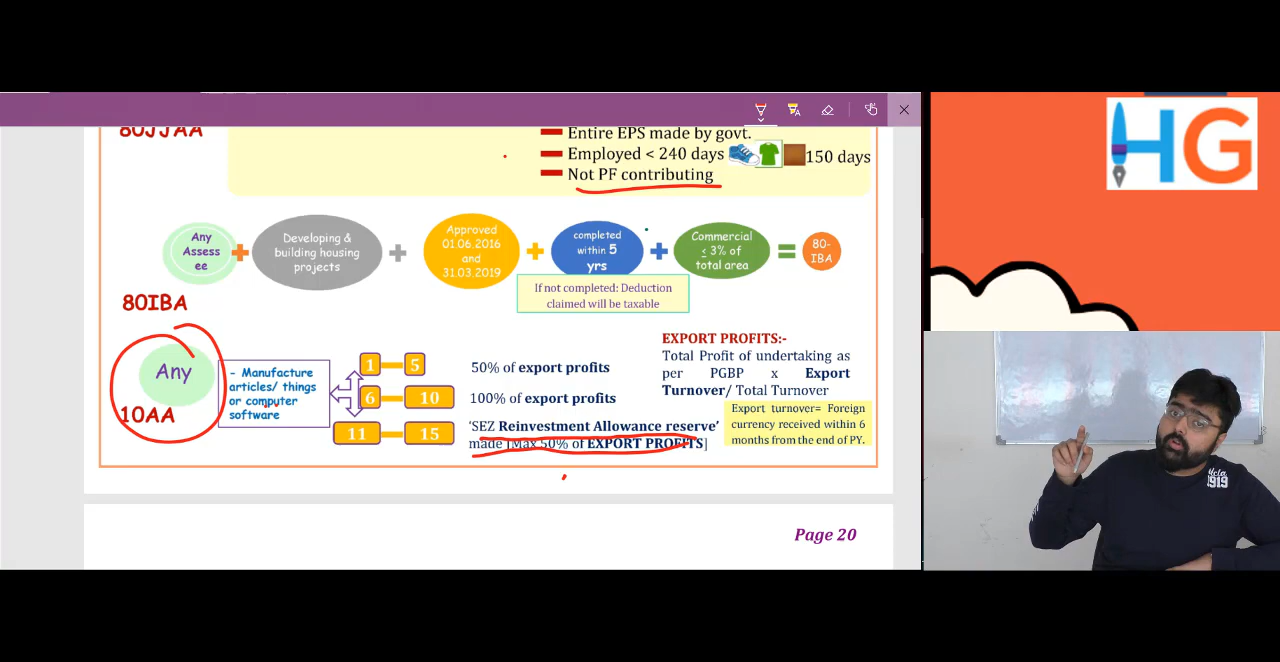 80JJAA
Entire EPS made by govt.
Employed < 240 days 150 days
Not PF contributing
Any
Assess
ee
Developing &
building housing
projects
Approved
01.06.2016
and
31.03.2019
completed
within 5
yrs
Commercial
≤ 3% of
total area
80-
IBA
If not completed: Deduction
claimed will be taxable
80IBA
Any
10AA
- Manufacture
articles/ things
or computer
software
1 5
50% of export profits
6 10
100% of export profits
11 15
'SEZ Reinvestment Allowance reserve'
made [Max 50% of EXPORT PROFITS]
EXPORT PROFITS:-
Total Profit of undertaking as
per PGBP x Export
Turnover/ Total Turnover
Export turnover= Foreign
currency received within 6
months from the end of PY.
Page 20
HG
Ucla
1919